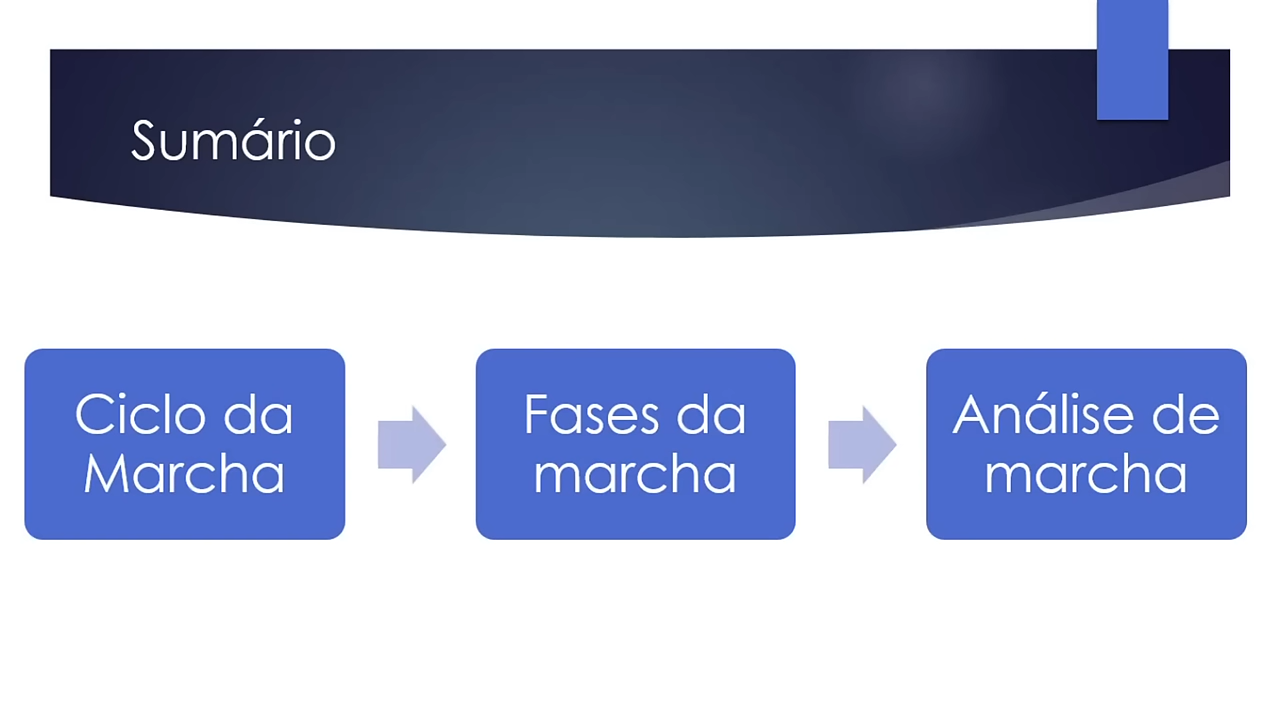 Sumário
Ciclo da
Marcha
Fases da
marcha
Análise de
marcha